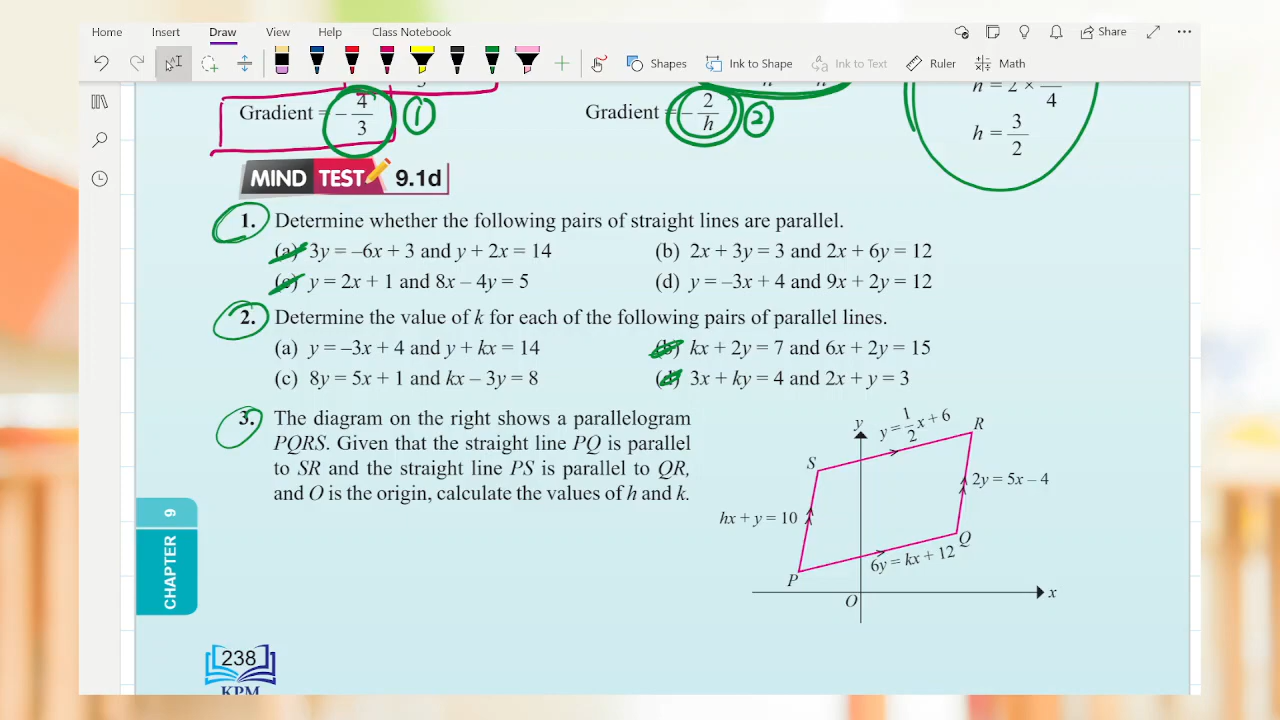 Home Insert Draw View Help Class Notebook Share
Shapes Ink to Shape Ink to Text Ruler Math
Gradient = – 4/3 1
Gradient = – 2/h 2
h = 2 × /4
h = 3/2
MIND TEST 9.1d
1. Determine whether the following pairs of straight lines are parallel.
(a) 3y = –6x + 3 and y + 2x = 14 (b) 2x + 3y = 3 and 2x + 6y = 12
(c) y = 2x + 1 and 8x – 4y = 5 (d) y = –3x + 4 and 9x + 2y = 12
2. Determine the value of k for each of the following pairs of parallel lines.
(a) y = –3x + 4 and y + kx = 14 (b) kx + 2y = 7 and 6x + 2y = 15
(c) 8y = 5x + 1 and kx – 3y = 8 (d) 3x + ky = 4 and 2x + y = 3
3. The diagram on the right shows a parallelogram
PQRS. Given that the straight line PQ is parallel
to SR and the straight line PS is parallel to QR,
and O is the origin, calculate the values of h and k.
y
y = 1/2 x + 6
R
S
2y = 5x – 4
hx + y = 10
Q
6y = kx + 12
P
O
x
CHAPTER 9
238
KPM